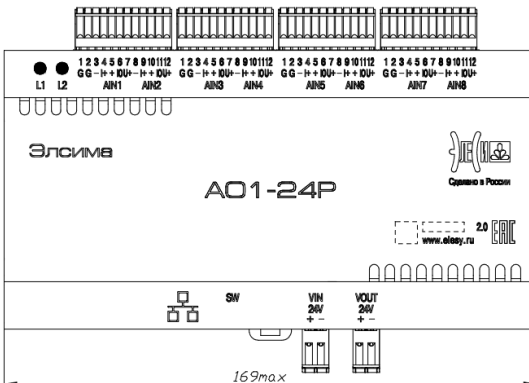 1 2 3 4 5 6 7 8 9 10 11 12 1 2 3 4 5 6 7 8 9 10 11 12 1 2 3 4 5 6 7 8 9 10 11 12 1 2 3 4 5 6 7 8 9 10 11 12
G G - I+ + IOU+ - I+ + IOU+ G G - I+ + IOU+ - I+ + IOU+ G G - I+ + IOU+ - I+ + IOU+ G G - I+ + IOU+ - I+ + IOU+
L1 L2 AIN1 AIN2 AIN3 AIN4 AIN5 AIN6 AIN7 AIN8
Элсима
ЭЛЕСИ
Сделано в России
AO1-24P
2.0 EAC
www.elesy.ru
SW VIN VOUT
24V 24V
+ - + -
169max